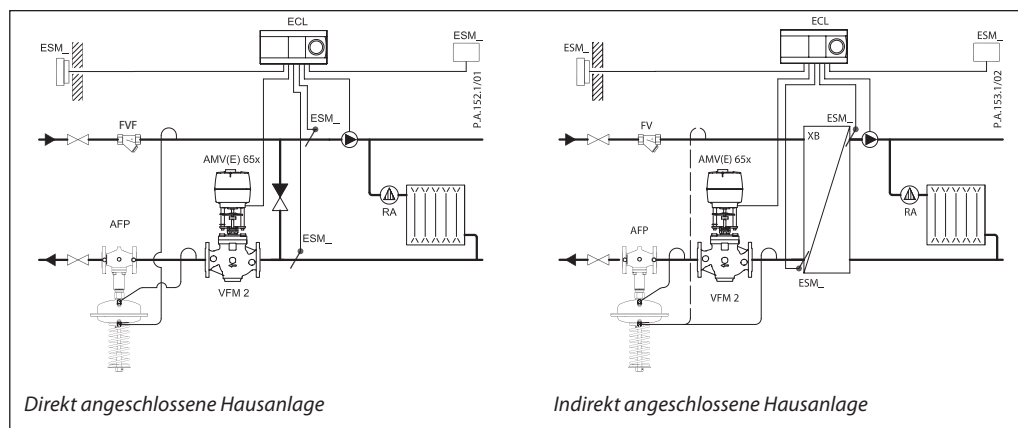 ECL
ESM_
ESM_
P.A.152.1/01
FVF
ESM_
AMV(E) 65x
RA
AFP
ESM_
VFM 2
Direkt angeschlossene Hausanlage
ECL
ESM_
ESM_
P.A.153.1/02
FV
ESM_
XB
AMV(E) 65x
RA
AFP
ESM_
VFM 2
Indirekt angeschlossene Hausanlage